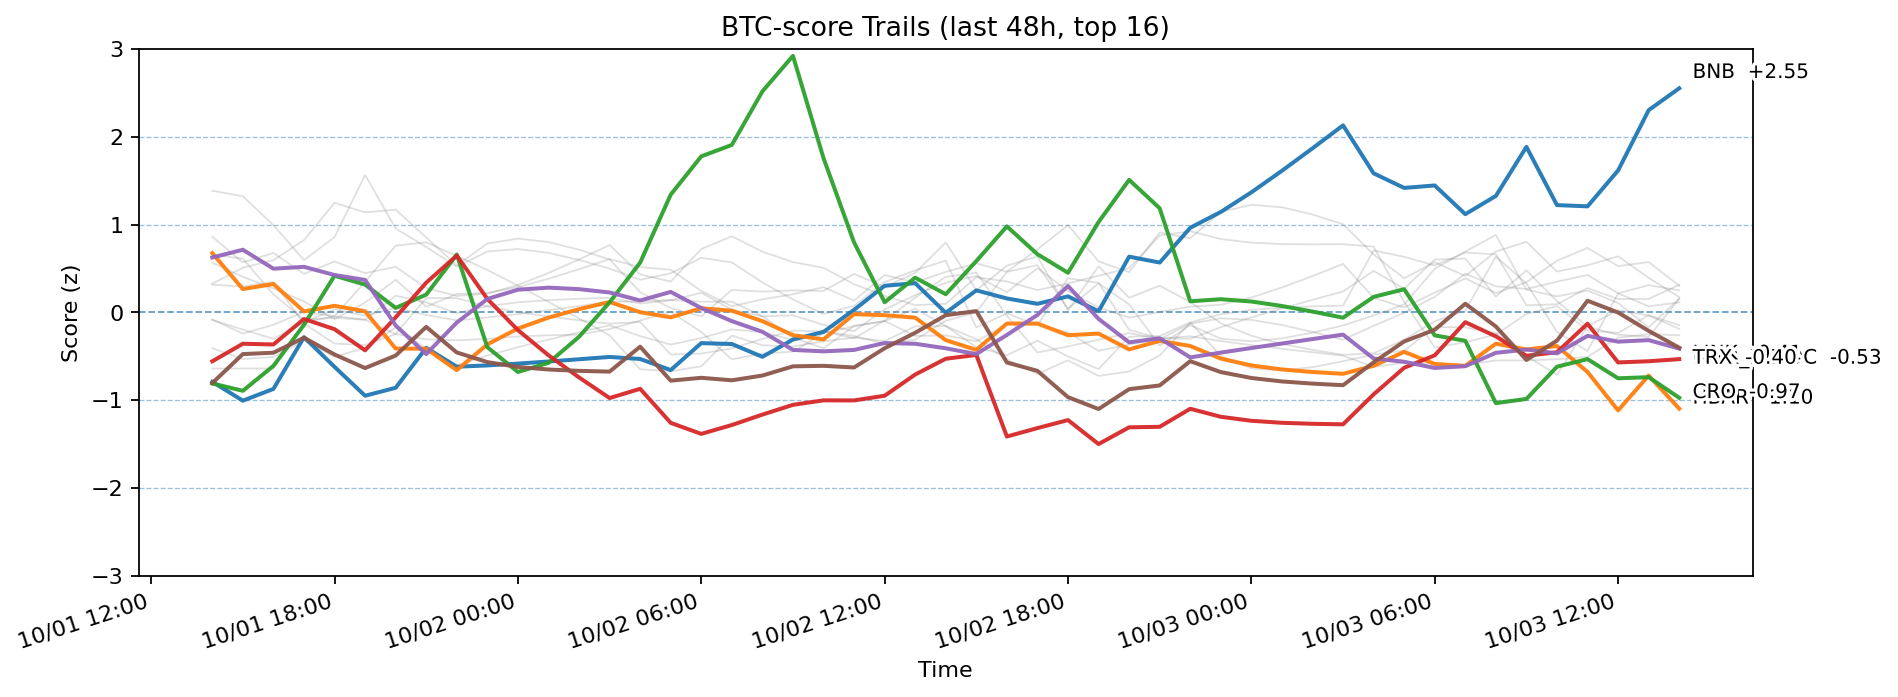 BTC-score Trails (last 48h, top 16)
3
2
1
0
−1
−2
−3
Score (z)
BNB +2.55
TRX -0.40
-0.53
CRO -0.97
10/01 12:00
10/01 18:00
10/02 00:00
10/02 06:00
10/02 12:00
10/02 18:00
10/03 00:00
10/03 06:00
10/03 12:00
Time